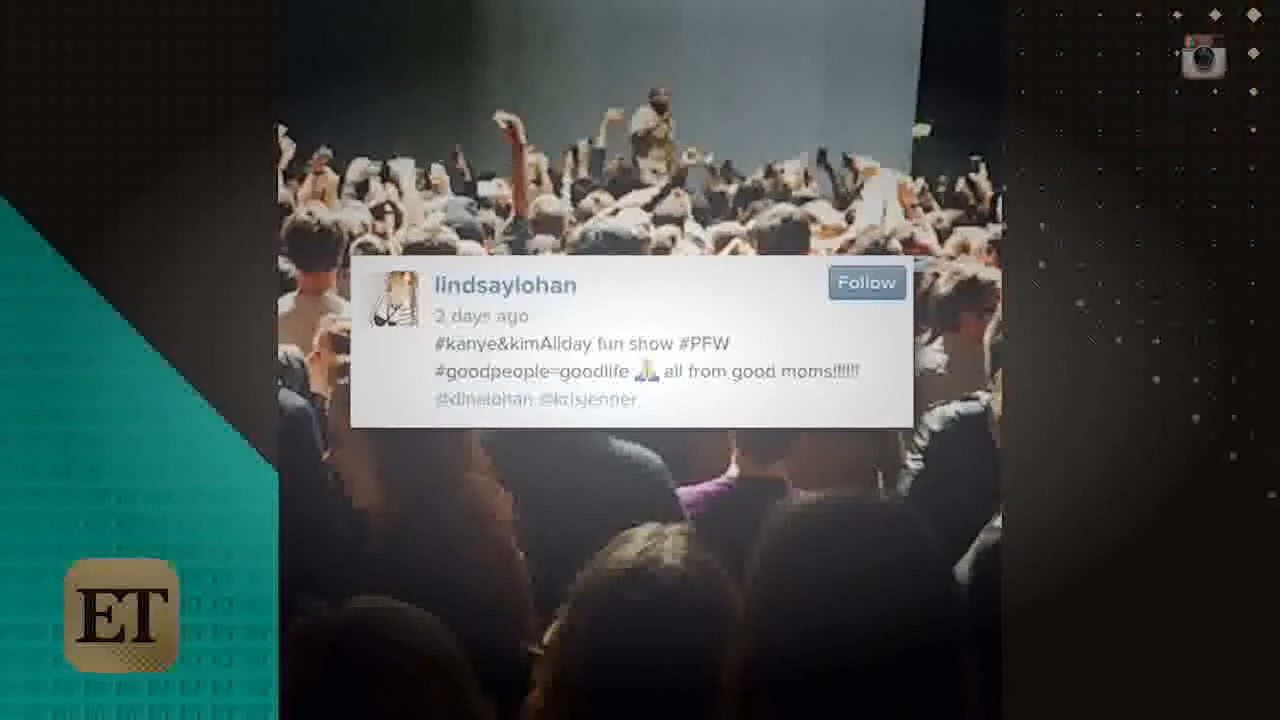 lindsaylohan
Follow
2 days ago
#kanye&kimAllday fun show #PFW
#goodpeople=goodlife 🙏 all from good moms!!!!!!
@dinalohan @krisjenner
ET